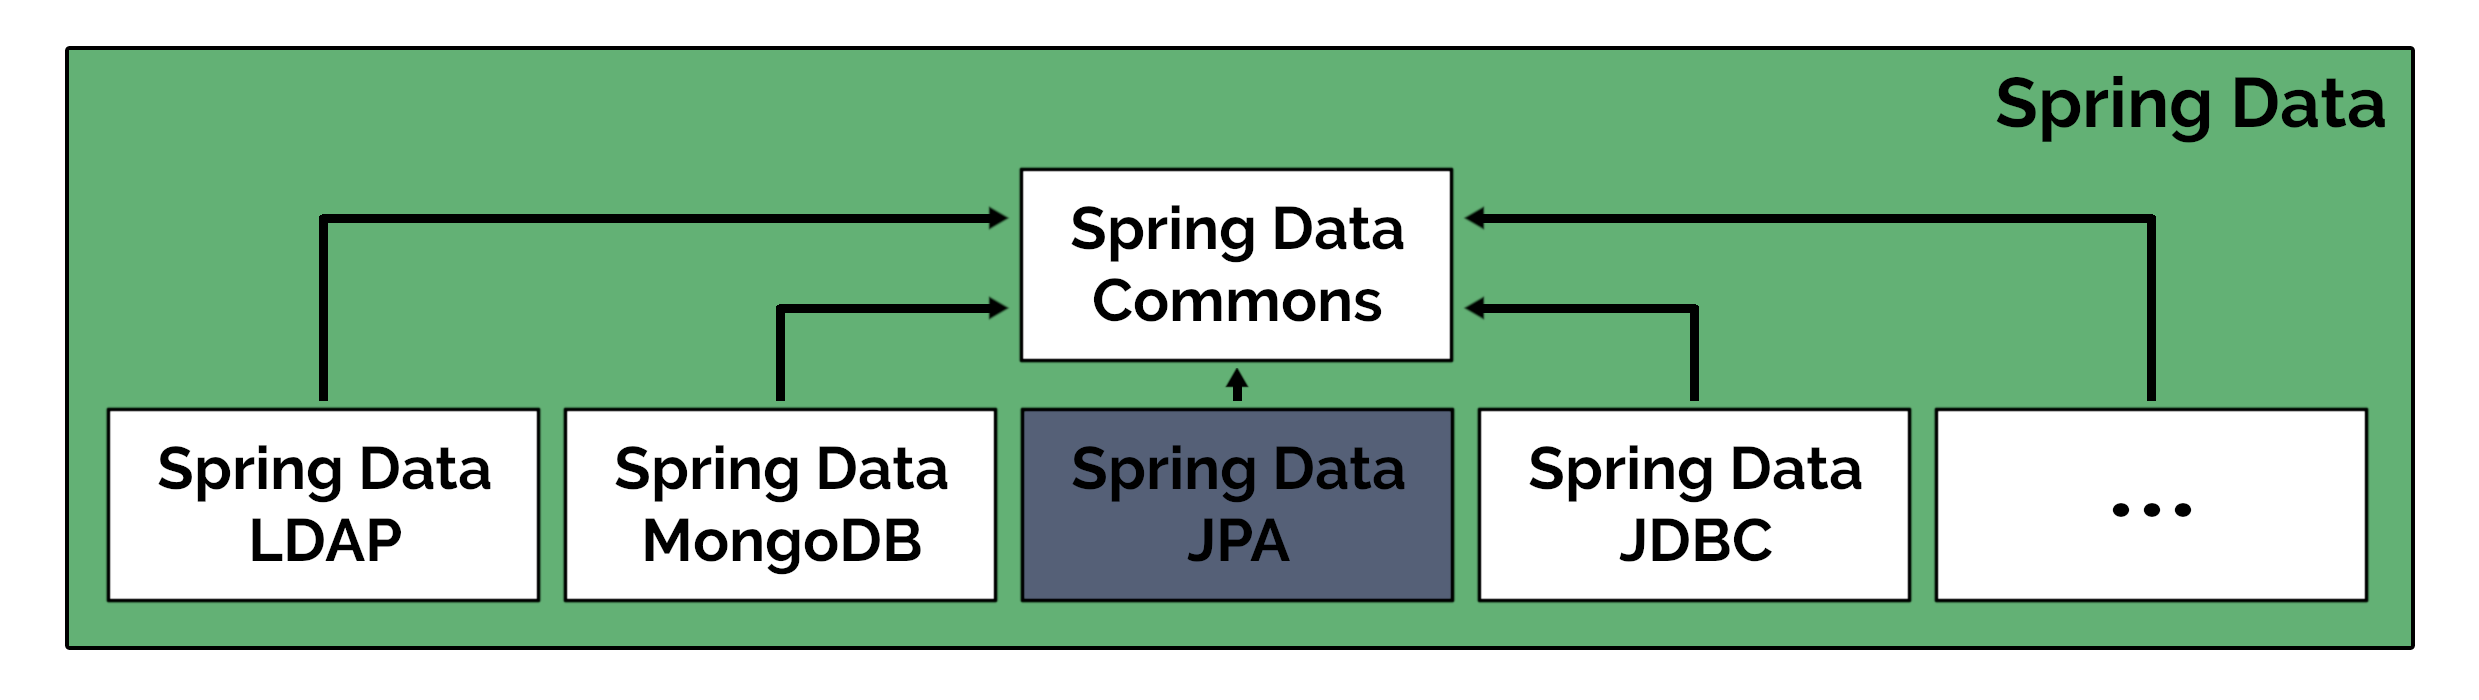 Spring Data
Spring Data
Commons
Spring Data
LDAP
Spring Data
MongoDB
Spring Data
JPA
Spring Data
JDBC
...